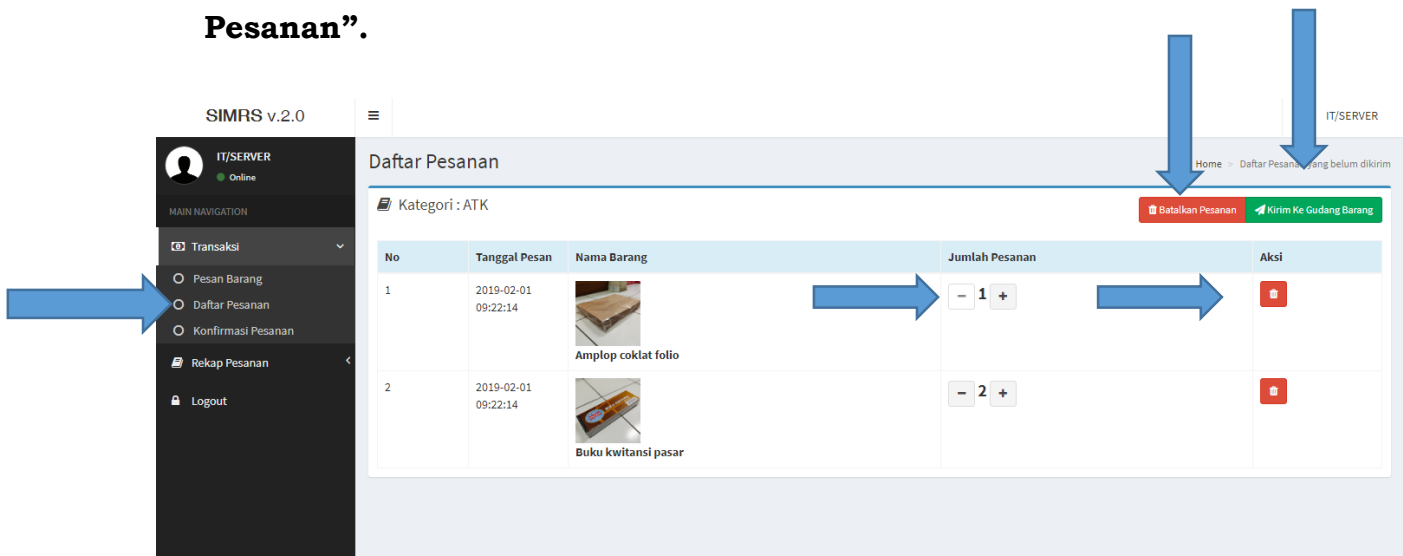 Pesanan”.
SIMRS v.2.0
IT/SERVER
IT/SERVER
Online
Daftar Pesanan
Home > Daftar Pesanan yang belum dikirim
MAIN NAVIGATION
Kategori : ATK
Batalkan Pesanan
Kirim Ke Gudang Barang
Transaksi
Pesan Barang
Daftar Pesanan
Konfirmasi Pesanan
Rekap Pesanan
Logout
No Tanggal Pesan Nama Barang Jumlah Pesanan Aksi
1 2019-02-01 - 1 +
09:22:14
Amplop coklat folio
2 2019-02-01 - 2 +
09:22:14
Buku kwitansi pasar